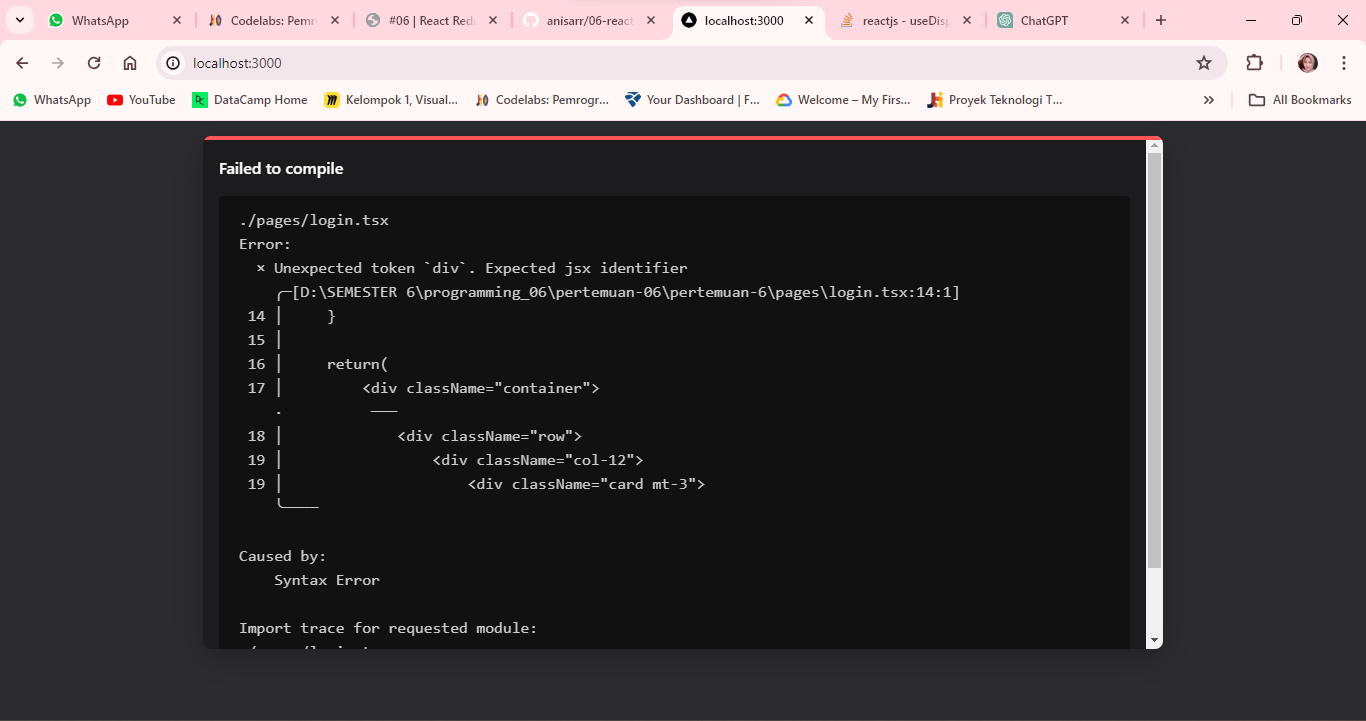 WhatsApp
Codelabs: Pemr
#06 | React Red
anisarr/06-react
localhost:3000
reactjs - useDis
ChatGPT
localhost:3000
WhatsApp
YouTube
DataCamp Home
Kelompok 1, Visual...
Codelabs: Pemrogr...
Your Dashboard | F...
Welcome – My Firs...
Proyek Teknologi T...
All Bookmarks
Failed to compile
./pages/login.tsx
Error:
× Unexpected token `div`. Expected jsx identifier
╭─[D:\SEMESTER 6\programming_06\pertemuan-06\pertemuan-6\pages\login.tsx:14:1]
14 │     }
15 │
16 │     return(
17 │         <div className="container">
18 │             <div className="row">
19 │                 <div className="col-12">
19 │                     <div className="card mt-3">
Caused by:
Syntax Error
Import trace for requested module: